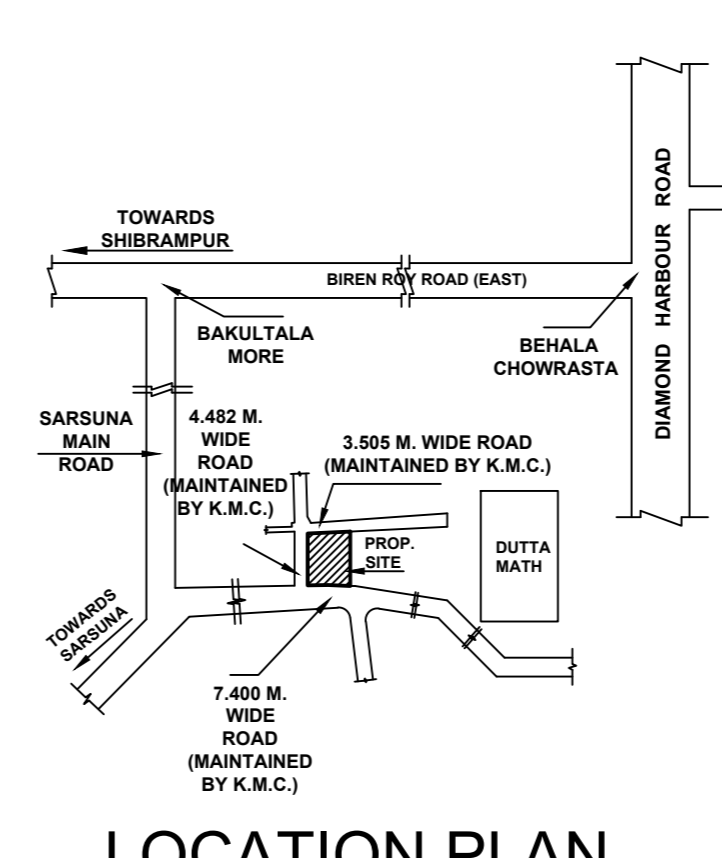 TOWARDS
SHIBRAMPUR
BIREN ROY ROAD (EAST)
DIAMOND HARBOUR ROAD
BAKULTALA
MORE
BEHALA
CHOWRASTA
SARSUNA
MAIN
ROAD
4.482 M.
WIDE
ROAD
(MAINTAINED
BY K.M.C.)
3.505 M. WIDE ROAD
(MAINTAINED BY K.M.C.)
PROP.
SITE
DUTTA
MATH
TOWARDS
SARSUNA
7.400 M.
WIDE
ROAD
(MAINTAINED
BY K.M.C.)
LOCATION PLAN